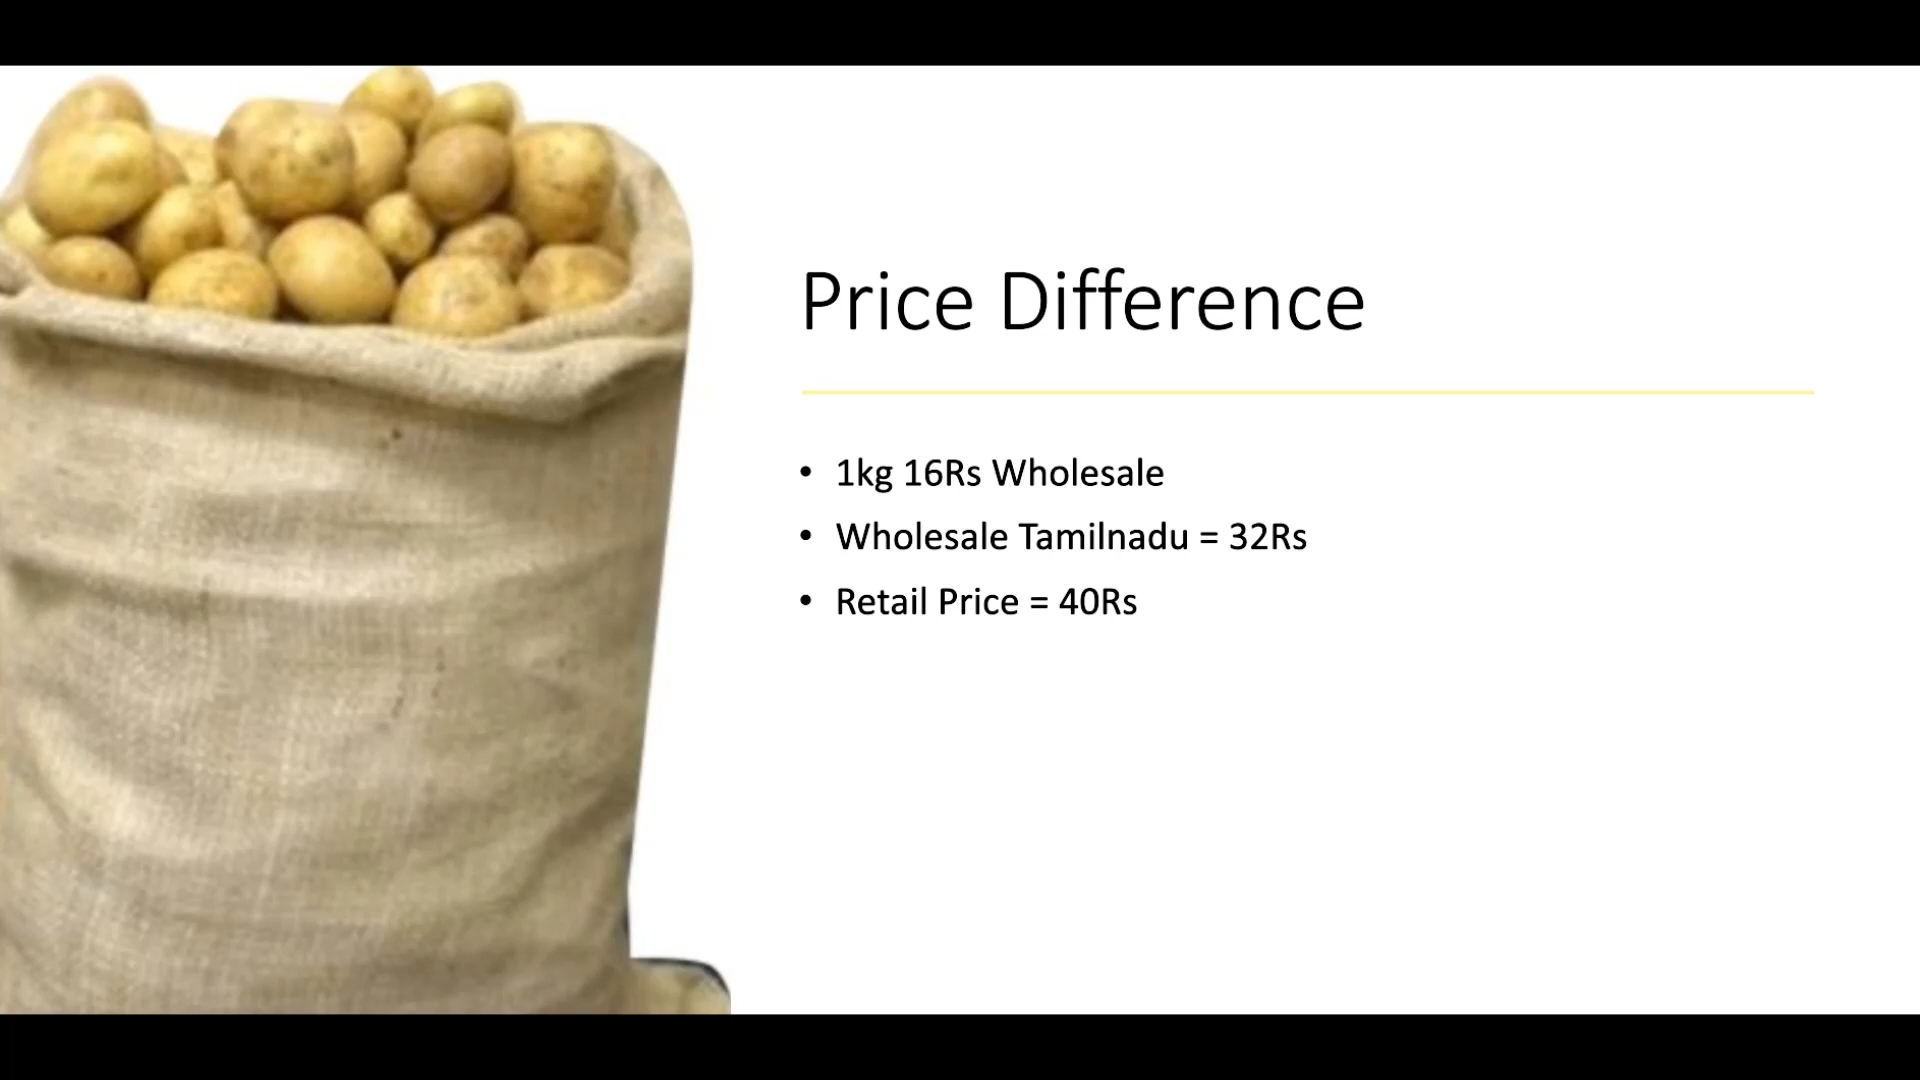 Price Difference
• 1kg 16Rs Wholesale
• Wholesale Tamilnadu = 32Rs
• Retail Price = 40Rs